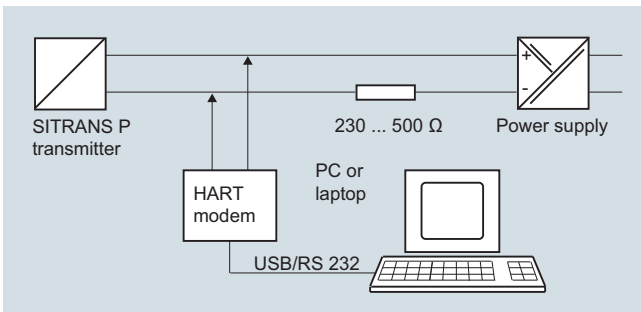 +
-
SITRANS P
transmitter
230 ... 500 Ω
Power supply
HART
modem
PC or
laptop
USB/RS 232